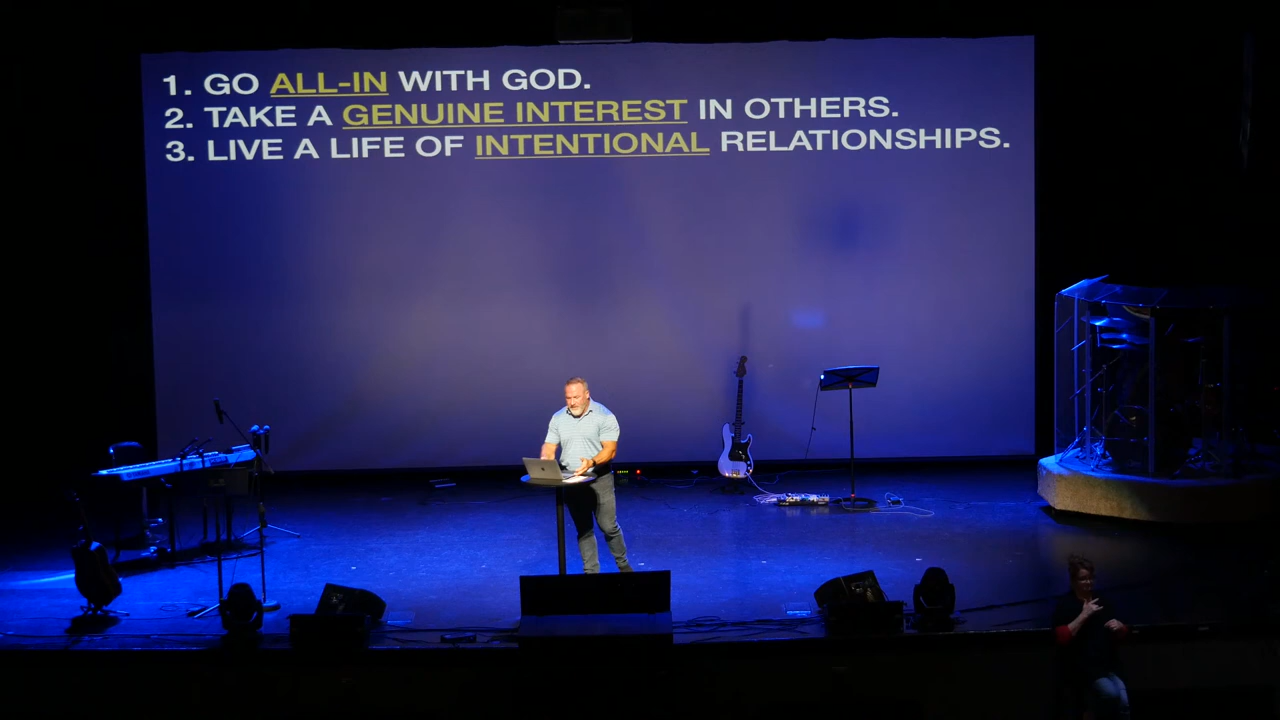 1. GO ALL-IN WITH GOD.
2. TAKE A GENUINE INTEREST IN OTHERS.
3. LIVE A LIFE OF INTENTIONAL RELATIONSHIPS.